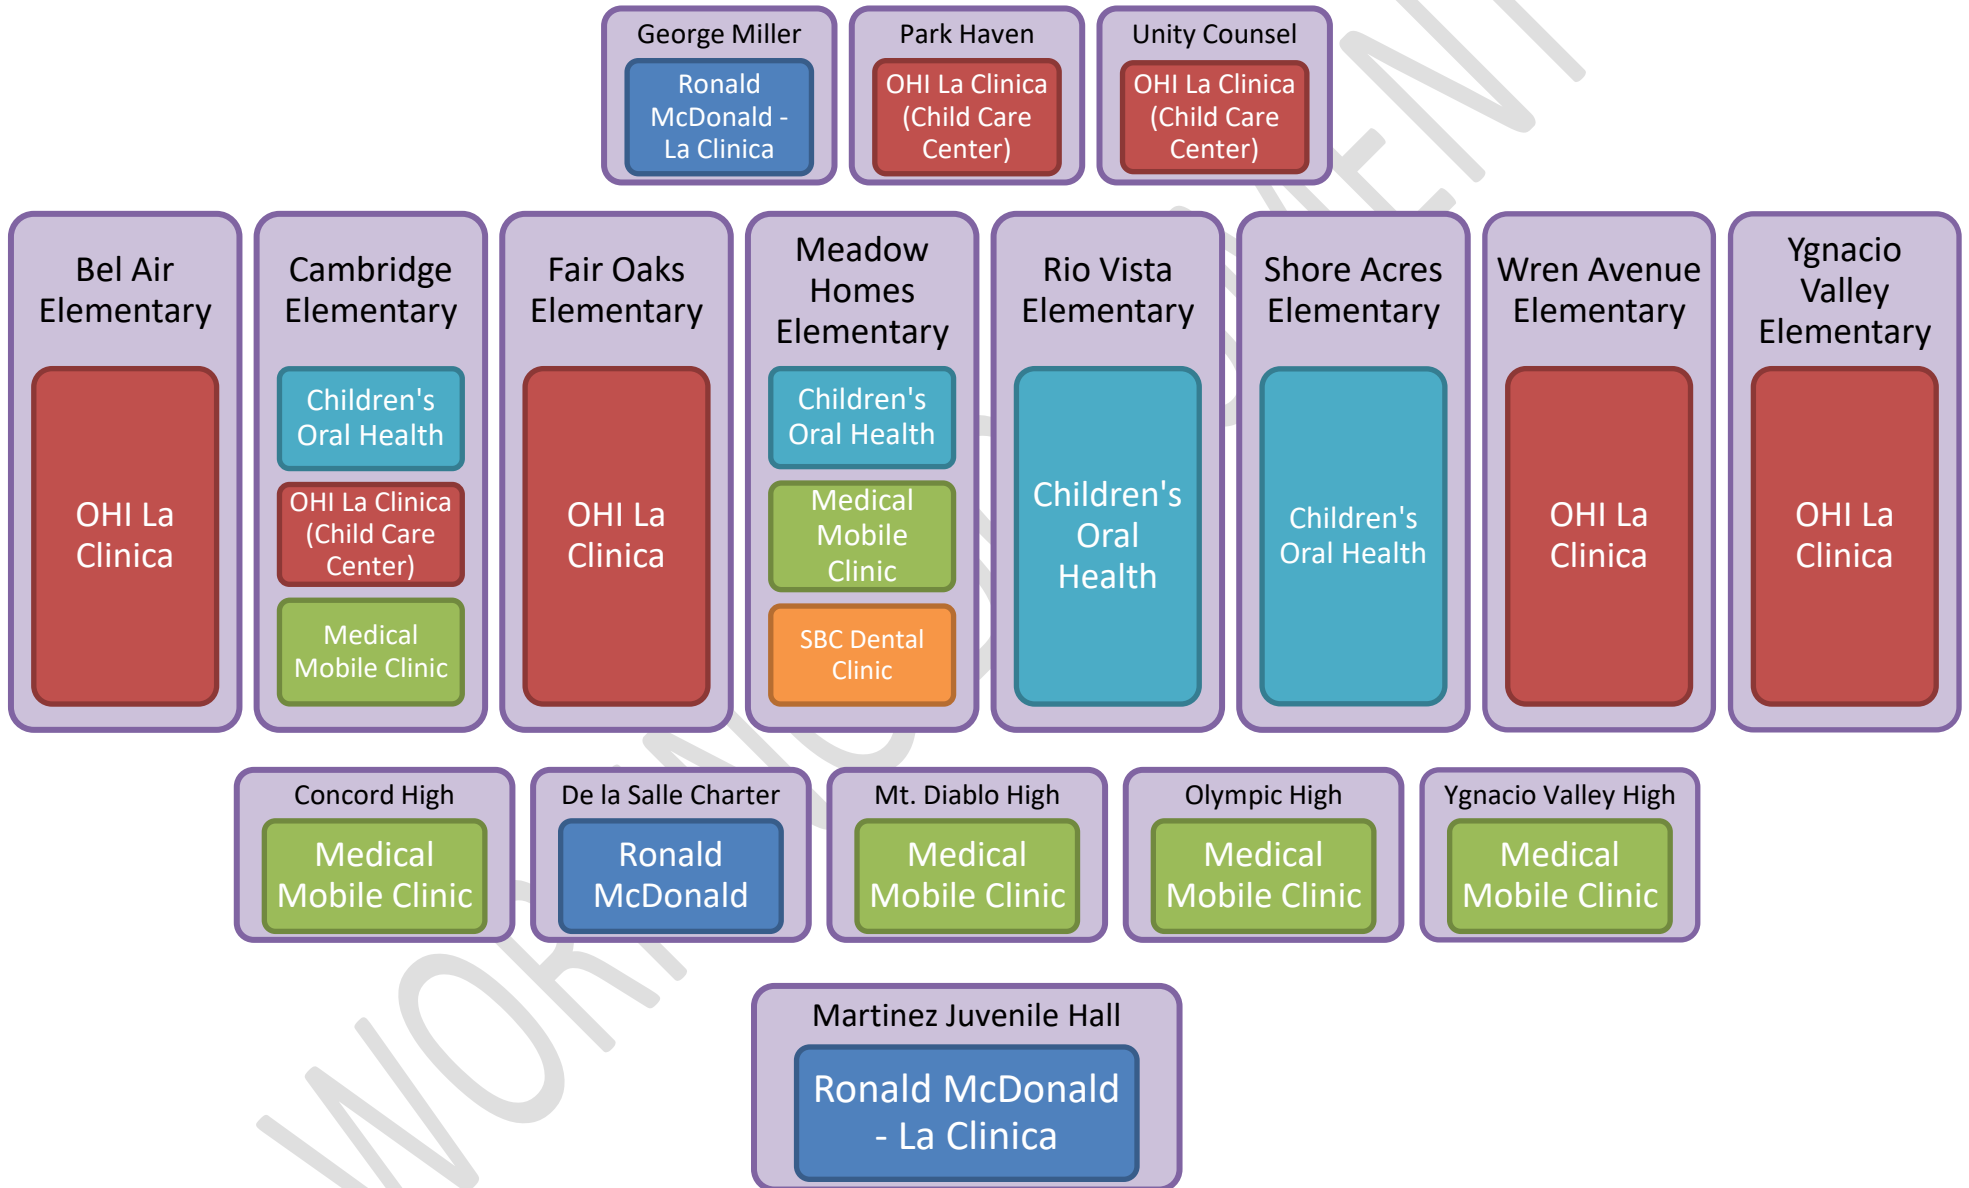 George Miller
Ronald
McDonald -
La Clinica
Park Haven
OHI La Clinica
(Child Care
Center)
Unity Counsel
OHI La Clinica
(Child Care
Center)
Bel Air
Elementary
OHI La
Clinica
Cambridge
Elementary
Children's
Oral Health
OHI La Clinica
(Child Care
Center)
Medical
Mobile Clinic
Fair Oaks
Elementary
OHI La
Clinica
Meadow
Homes
Elementary
Children's
Oral Health
Medical
Mobile
Clinic
SBC Dental
Clinic
Rio Vista
Elementary
Children's
Oral
Health
Shore Acres
Elementary
Children's
Oral Health
Wren Avenue
Elementary
OHI La
Clinica
Ygnacio
Valley
Elementary
OHI La
Clinica
Concord High
Medical
Mobile Clinic
De la Salle Charter
Ronald
McDonald
Mt. Diablo High
Medical
Mobile Clinic
Olympic High
Medical
Mobile Clinic
Ygnacio Valley High
Medical
Mobile Clinic
Martinez Juvenile Hall
Ronald McDonald
- La Clinica